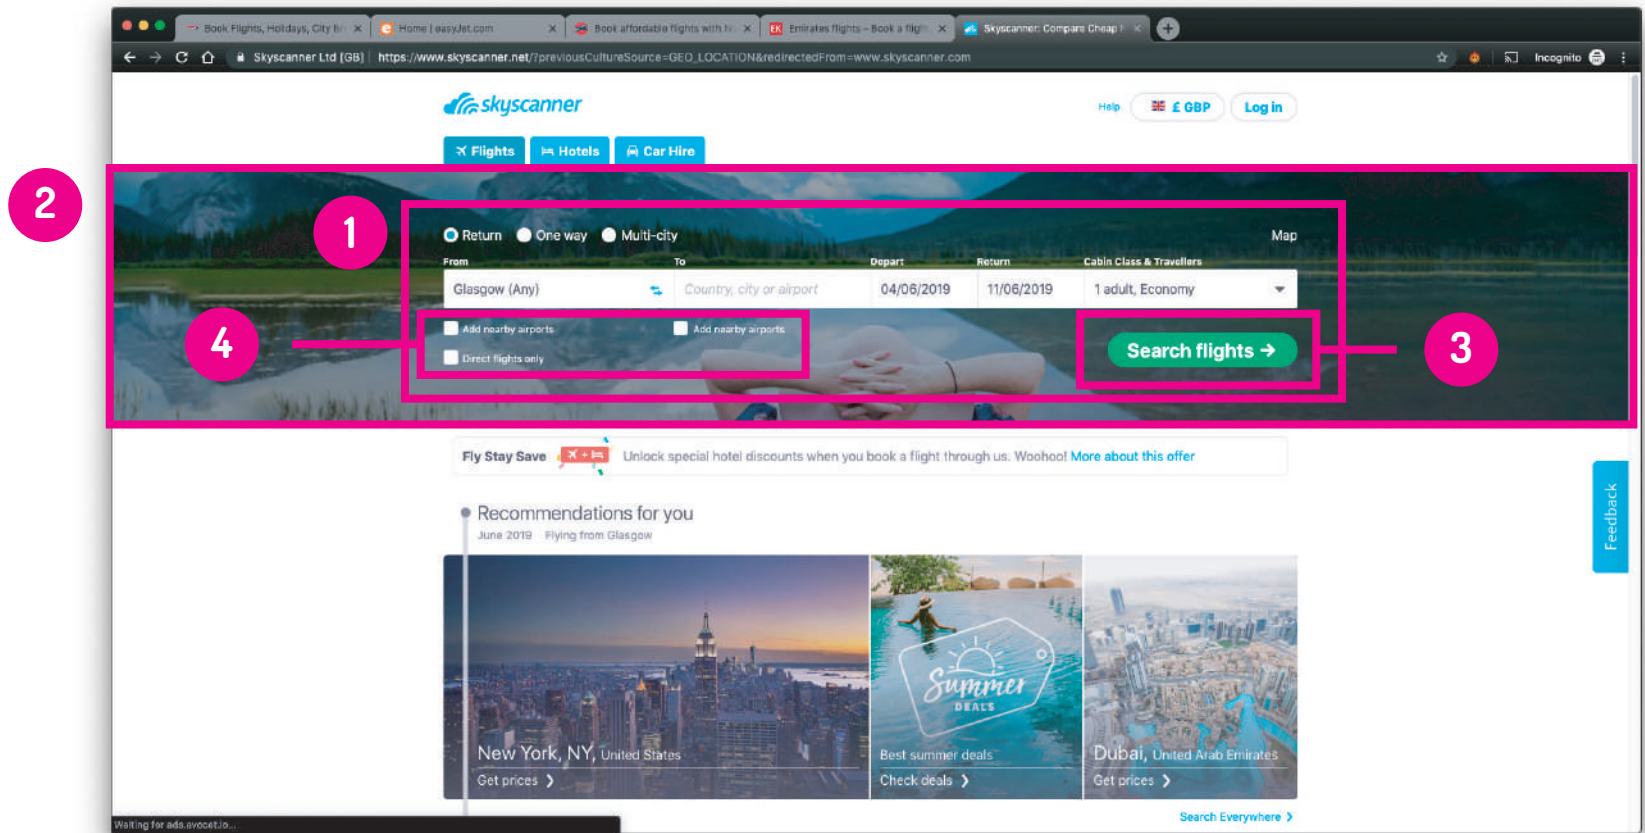 Book Flights, Holidays, City Br
Home | easyJet.com
Book affordable flights with
Emirates flights – Book a flight
Skyscanner: Compare Cheap
Skyscanner Ltd [GB]
https://www.skyscanner.net/?previousCultureSource=GEO_LOCATION&redirectedFrom=www.skyscanner.com
Incognito
skyscanner
Help
£ GBP
Log in
Flights
Hotels
Car Hire
2
1
Return
One way
Multi-city
Map
From
To
Depart
Return
Cabin Class & Travellers
Glasgow (Any)
Country, city or airport
04/06/2019
11/06/2019
1 adult, Economy
4
Add nearby airports
Add nearby airports
Direct flights only
Search flights →
3
Fly Stay Save
Unlock special hotel discounts when you book a flight through us. Woohoo! More about this offer
Feedback
Recommendations for you
June 2019 Flying from Glasgow
Summer
DEALS
New York, NY, United States
Get prices
Best summer deals
Check deals
Dubai, United Arab Emirates
Get prices
Search Everywhere
Waiting for ads.avocet.io...